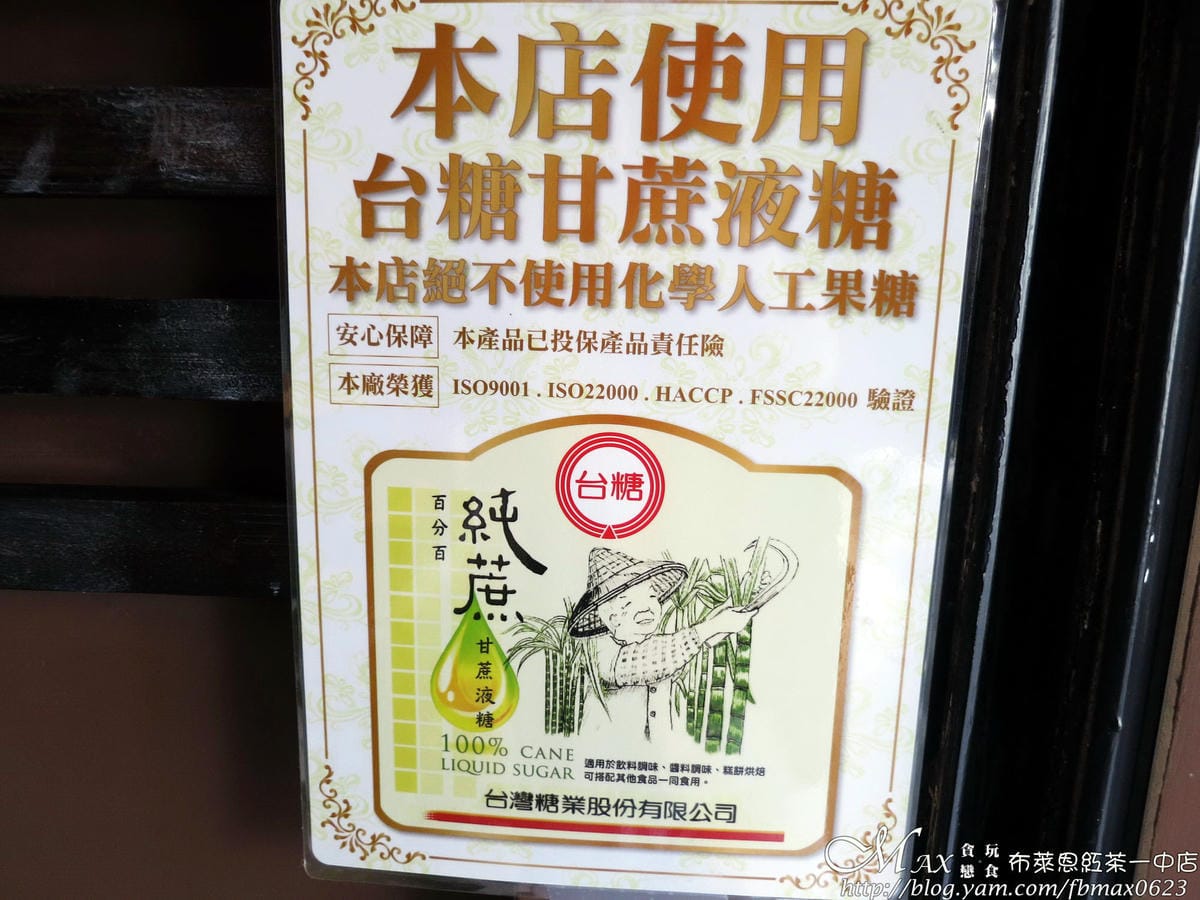 本店使用
台糖甘蔗液糖
本店絕不使用化學人工果糖
安心保障 本產品已投保產品責任險
本廠榮獲 ISO9001 . ISO22000 . HACCP . FSSC22000 驗證
台糖
百分百
純蔗
甘蔗液糖
100% CANE
LIQUID SUGAR
適用於飲料調味、醬料調味、糕餅烘焙
可搭配其他食品一同食用。
台灣糖業股份有限公司
MAX 食戀 玩食 布萊恩紅茶一中店
http://blog.yam.com/fbmax0623